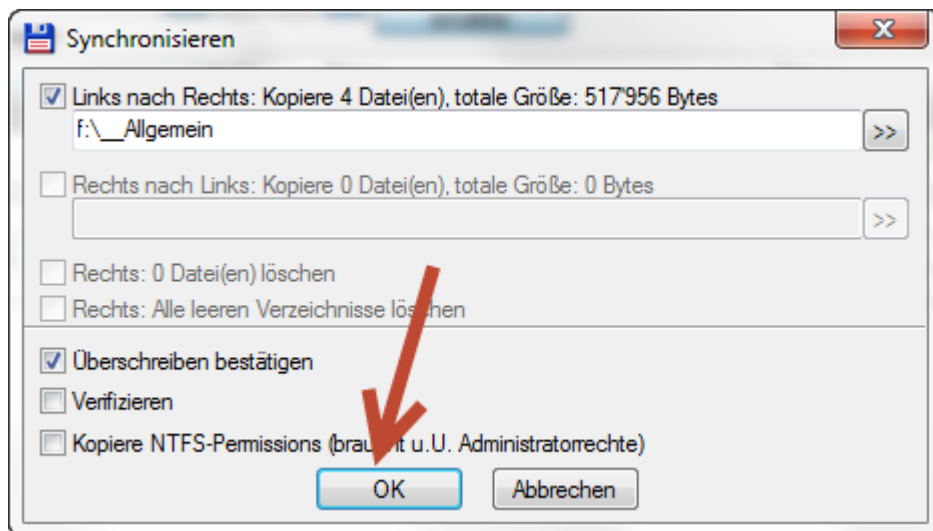 Synchronisieren
Links nach Rechts: Kopiere 4 Datei(en), totale Größe: 517'956 Bytes
f:\__Allgemein
>>
Rechts nach Links: Kopiere 0 Datei(en), totale Größe: 0 Bytes
>>
Rechts: 0 Datei(en) löschen
Rechts: Alle leeren Verzeichnisse löschen
Überschreiben bestätigen
Verifizieren
Kopiere NTFS-Permissions (braucht u.U. Administratorrechte)
OK Abbrechen